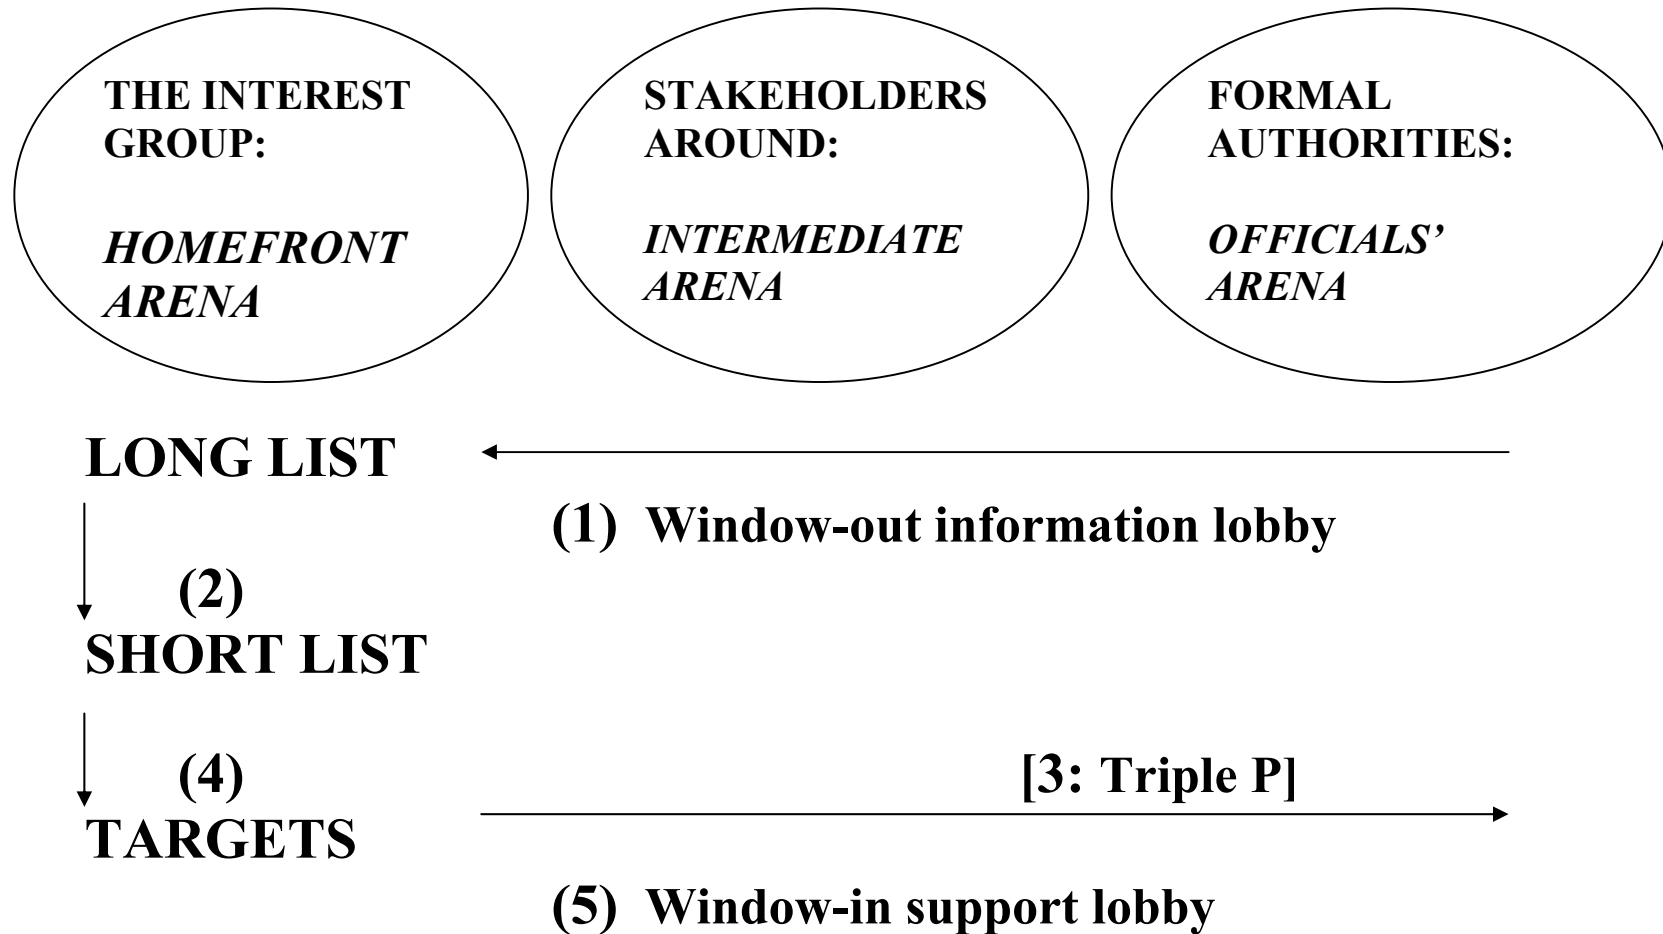 THE INTEREST
GROUP:
HOMEFRONT
ARENA
STAKEHOLDERS
AROUND:
INTERMEDIATE
ARENA
FORMAL
AUTHORITIES:
OFFICIALS’
ARENA
LONG LIST
(1) Window-out information lobby
(2)
SHORT LIST
(4)
[3: Triple P]
TARGETS
(5) Window-in support lobby